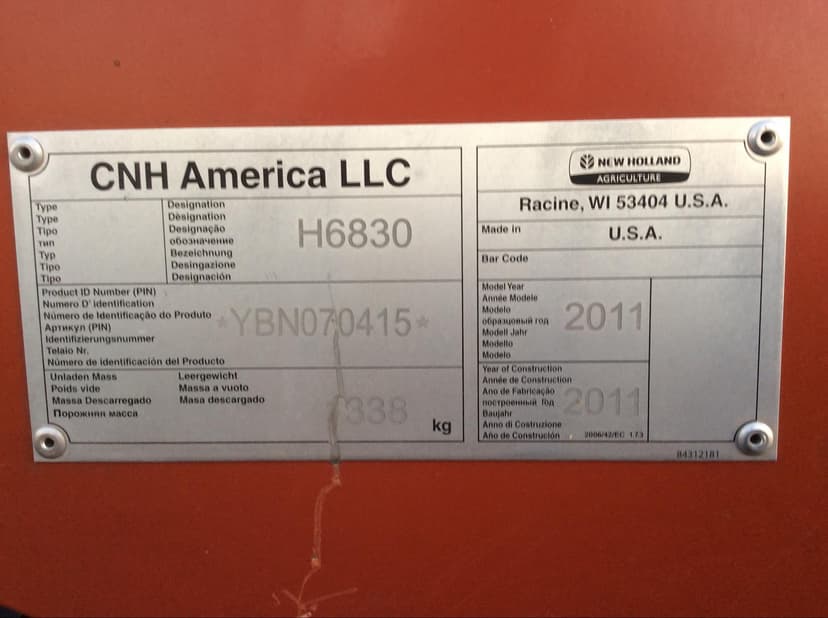 CNH America LLC
Type
Type
Tipo
тип
Typ
Tipo
Tipo
Designation
Désignation
Designação
обозначение
Bezeichnung
Desingazione
Designación
H6830
Product ID Number (PIN)
Numero D' identification
Número de Identificação do Produto
Артикул (PIN)
Identifizierungsnummer
Telaio Nr.
Número de identificación del Producto
*YBN070415*
Unladen Mass
Poids vide
Massa Descarregado
Порожняя масса
Leergewicht
Massa a vuoto
Masa descargado
kg
NEW HOLLAND
AGRICULTURE
Racine, WI 53404 U.S.A.
Made in U.S.A.
Bar Code
Model Year
Année Modele
Modelo
образцовый год
Modell Jahr
Modello
Modelo
2011
Year of Construction
Année de Construction
Ano de Fabricação
построенный Год
Baujahr
Anno di Costruzione
Año de Construción
2011
2006/42/EC 1.7.3
84312181